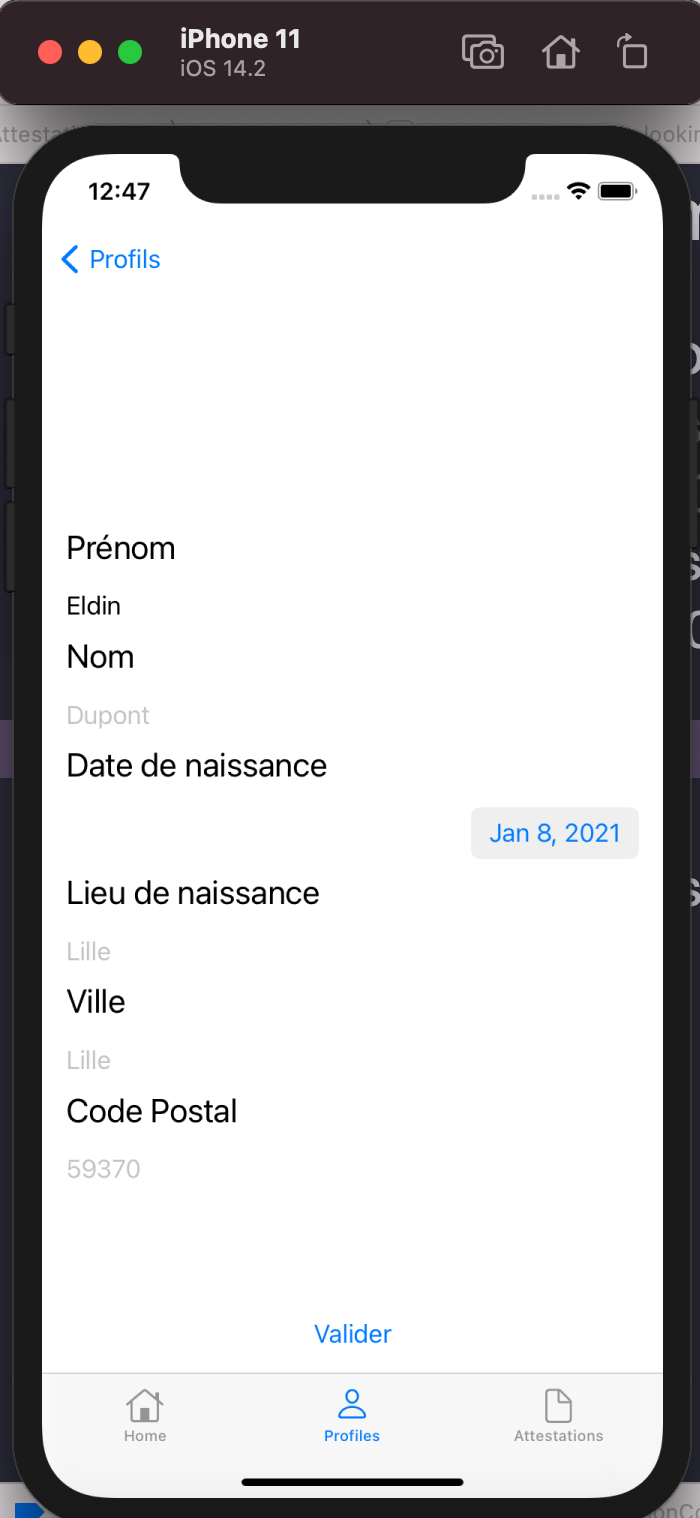 iPhone 11
iOS 14.2
12:47
Profils
Prénom
Eldin
Nom
Dupont
Date de naissance
Jan 8, 2021
Lieu de naissance
Lille
Ville
Lille
Code Postal
59370
Valider
Home
Profiles
Attestations